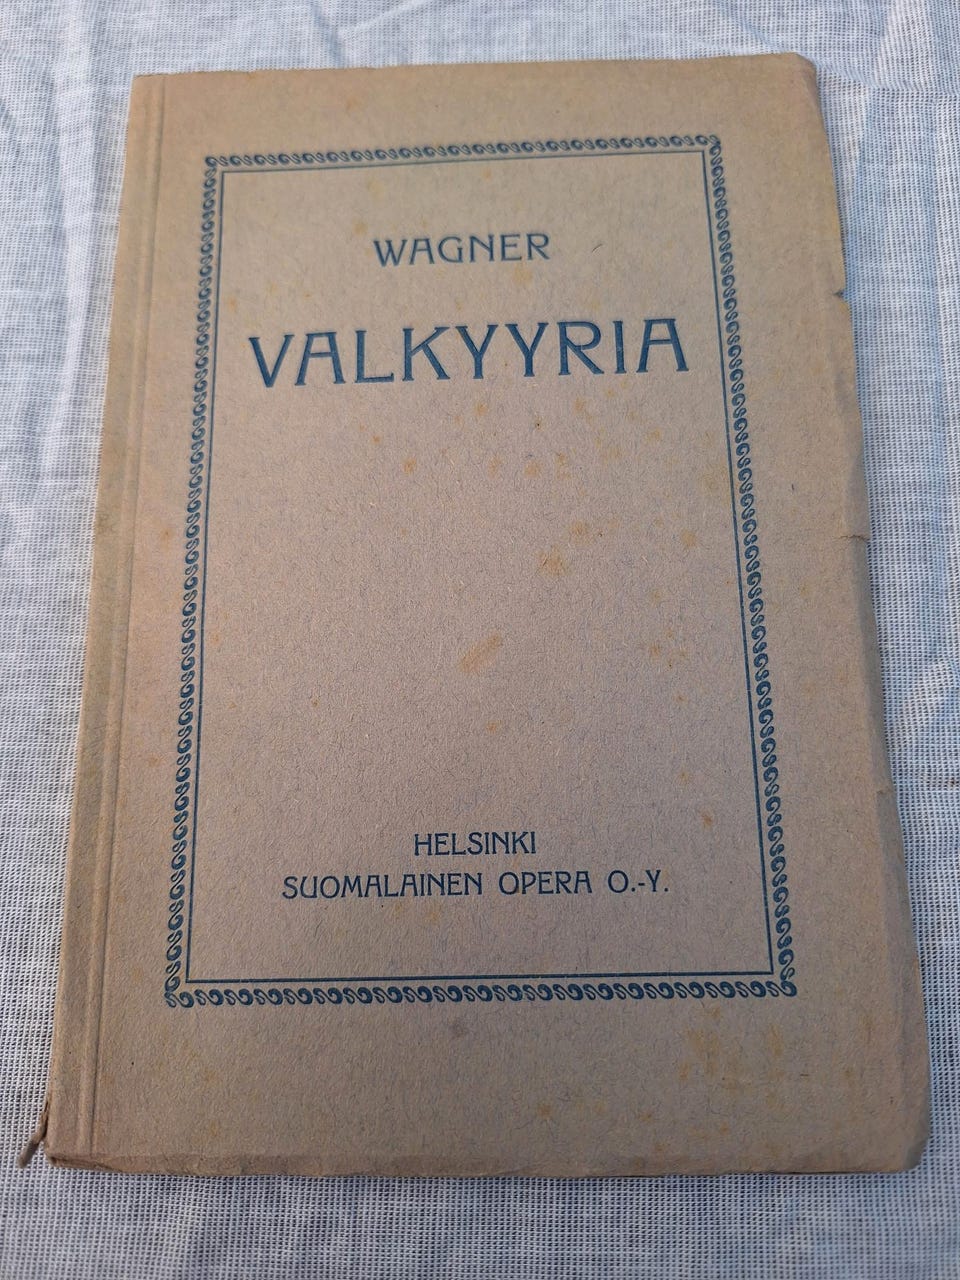 WAGNER
VALKYYRIA
HELSINKI
SUOMALAINEN OPERA O.-Y.